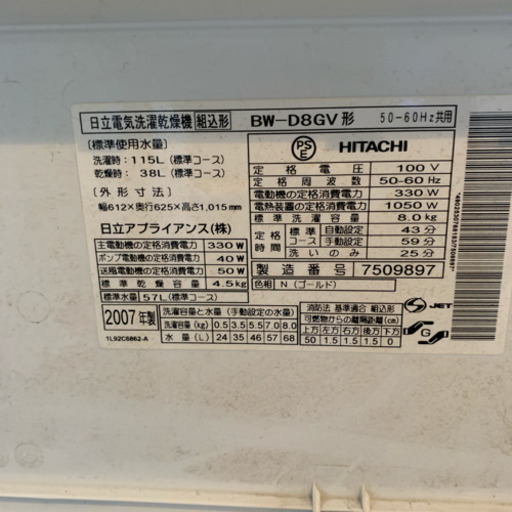 日立電気洗濯乾燥機 組込形 BW-D8GV形 50-60Hz共用
(標準使用水量)
洗濯時:115L(標準コース)
乾燥時: 38L(標準コース)
(外形寸法)
幅612×奥行625×高さ1,015mm
日立アプライアンス(株)
主電動機の定格消費電力 330W
ポンプ電動機の定格消費電力 40W
送風電動機の定格消費電力 50W
標準乾燥容量 4.5kg
標準水量 57L(標準コース)
PSE HITACHI
定格電圧 100V
定格周波数 50-60Hz
電動機の定格消費電力 330W
電熱装置の定格消費電力 1050W
標準洗濯容量 8.0kg
定格時間 標準コース 自動設定 43分
手動設定 59分
洗いのみ 25分
製造番号 7509897
色相 N(ゴールド)
2007年製
1L92C6862-A
洗濯容量と水量(手動設定の水量)
洗濯容量(kg) 0.5 3.5 5.5 7.0 8.0
水量(L) 24 35 46 57 68
消防法 基準適合 組込形
可燃物からの離隔距離(cm)
上方 左方 右方 後方 下方
50 1.5 1.5 1.5 0
JET
G